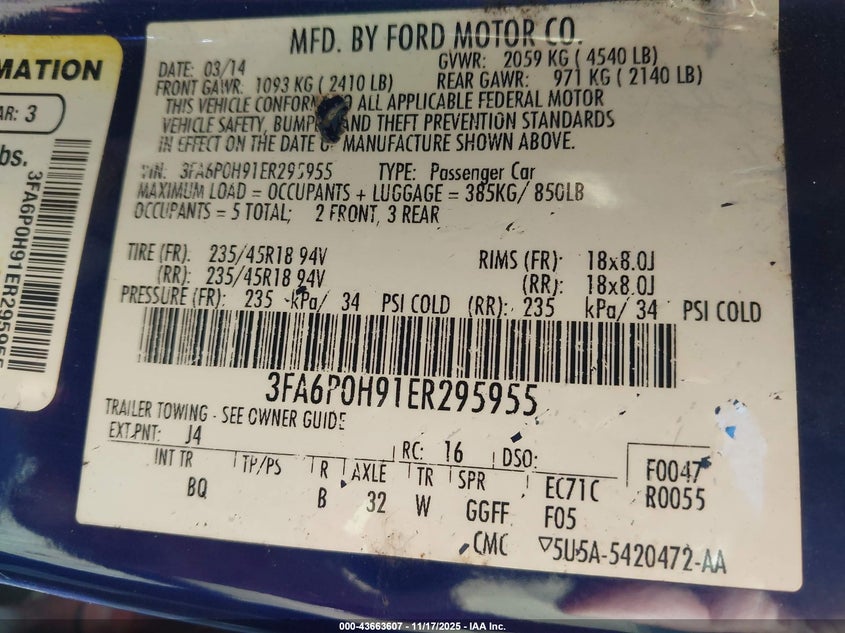 MATION
AR: 3
bs.
3FA6P0H91ER295955
MFD. BY FORD MOTOR CO.
DATE: 03/14
GVWR: 2059 KG ( 4540 LB)
FRONT GAWR: 1093 KG ( 2410 LB)
REAR GAWR: 971 KG ( 2140 LB)
THIS VEHICLE CONFORM TO ALL APPLICABLE FEDERAL MOTOR
VEHICLE SAFETY, BUMP AND THEFT PREVENTION STANDARDS
IN EFFECT ON THE DATE OF MANUFACTURE SHOWN ABOVE.
VIN: 3FA6P0H91ER295955 TYPE: Passenger Car
MAXIMUM LOAD = OCCUPANTS + LUGGAGE = 385KG/ 850LB
OCCUPANTS = 5 TOTAL; 2 FRONT, 3 REAR
TIRE (FR): 235/45R18 94V RIMS (FR): 18x8.0J
(RR): 235/45R18 94V (RR): 18x8.0J
PRESSURE (FR): 235 kPa/ 34 PSI COLD (RR): 235 kPa/ 34 PSI COLD
3FA6P0H91ER295955
TRAILER TOWING - SEE OWNER GUIDE
EXT.PNT: J4 RC: 16 DSO:
INT TR TP/PS R AXLE TR SPR
BQ B 32 W GGFF
EC71C
F05
F0047
R0055
CMC ▽5U5A-5420472-AA
000-43663607 - 11/17/2025 - IAA Inc.